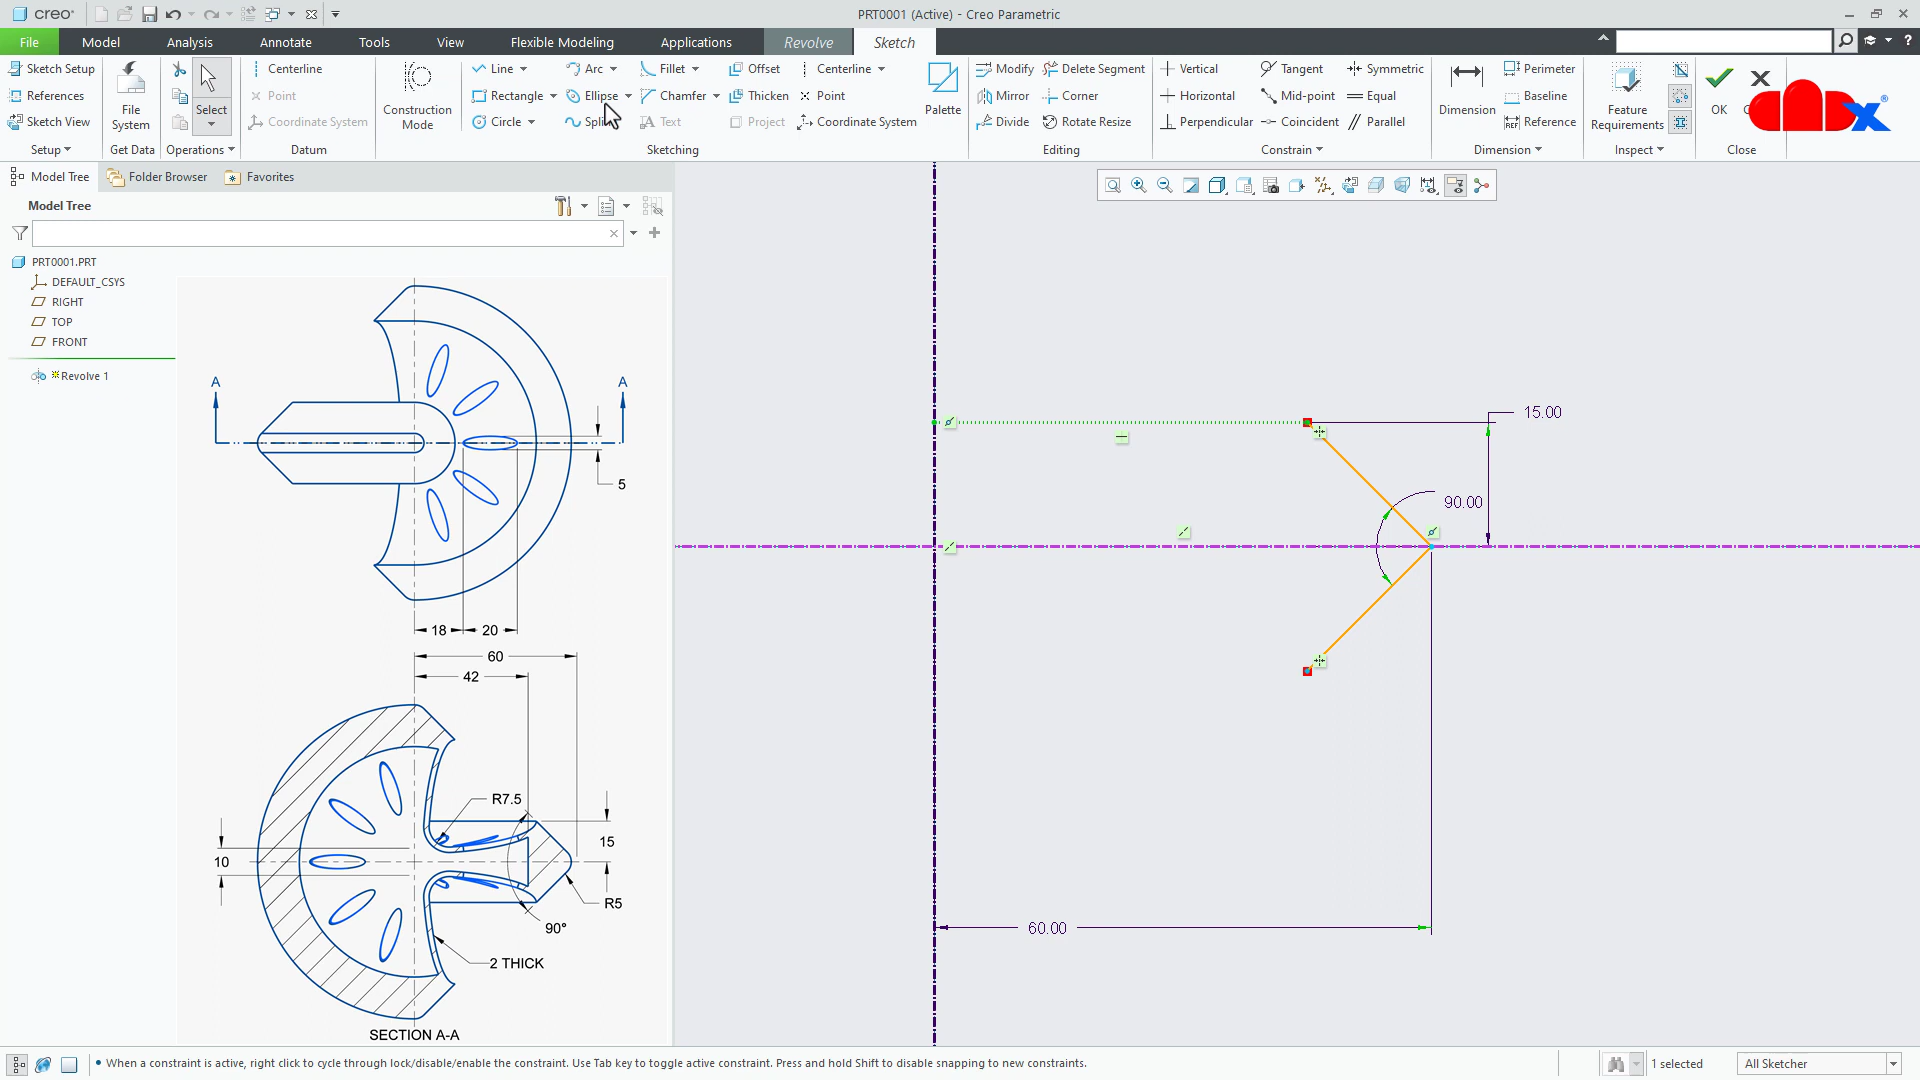 creo
PRT0001 (Active) - Creo Parametric
File Model Analysis Annotate Tools View Flexible Modeling Applications Revolve Sketch
Sketch Setup
References
Sketch View
Setup
File System
Get Data
Select
Operations
Centerline
Point
Coordinate System
Datum
Construction Mode
Line Arc Fillet Offset Centerline
Rectangle Ellipse Chamfer Thicken Point
Circle Text Project Coordinate System
Palette
Sketching
Modify Delete Segment
Mirror Corner
Divide Rotate Resize
Editing
Vertical Tangent Symmetric
Horizontal Mid-point Equal
Perpendicular Coincident Parallel
Constrain
Dimension
Perimeter
Baseline
REF Reference
Dimension
Feature Requirements
Inspect
OK
Close
Model Tree Folder Browser Favorites
Model Tree
PRT0001.PRT
DEFAULT_CSYS
RIGHT
TOP
FRONT
Revolve 1
A A
5
18 20
60
42
R7.5
15
10
R5
90°
2 THICK
SECTION A-A
15.00
90.00
60.00
When a constraint is active, right click to cycle through lock/disable/enable the constraint. Use Tab key to toggle active constraint. Press and hold Shift to disable snapping to new constraints.
1 selected
All Sketcher